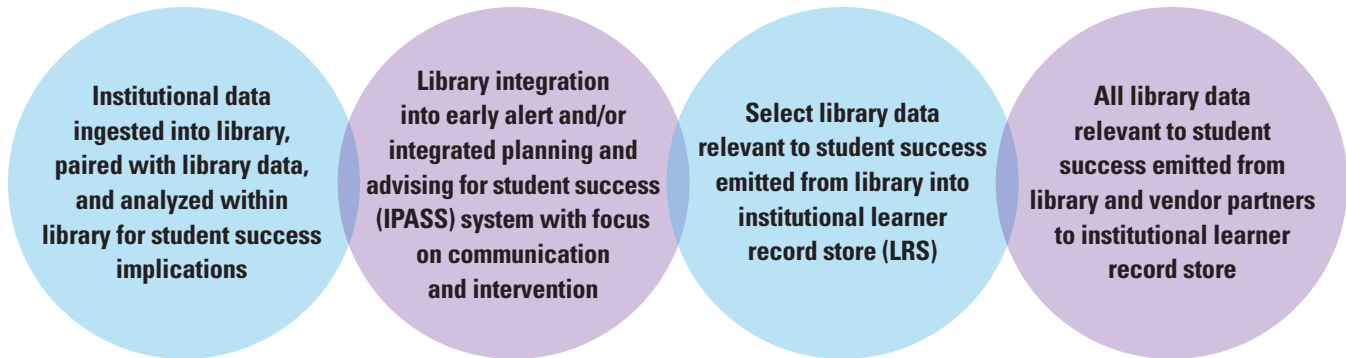 Institutional data
ingested into library,
paired with library data,
and analyzed within
library for student success
implications
Library integration
into early alert and/or
integrated planning and
advising for student success
(IPASS) system with focus
on communication
and intervention
Select library data
relevant to student success
emitted from library into
institutional learner
record store (LRS)
All library data
relevant to student
success emitted from
library and vendor partners
to institutional learner
record store